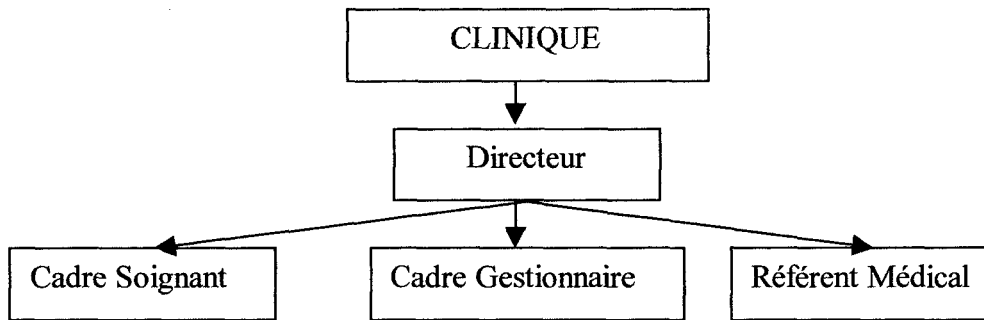 CLINIQUE
Directeur
Cadre Soignant
Cadre Gestionnaire
Référent Médical